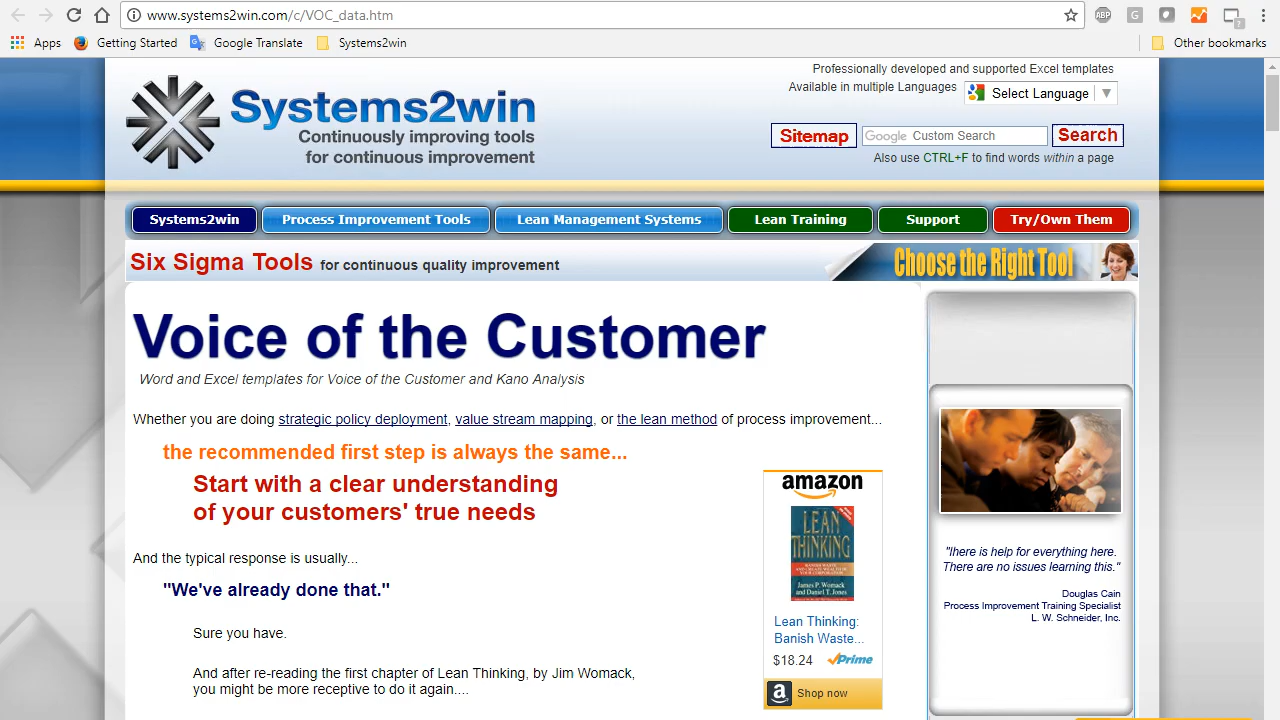 www.systems2win.com/c/VOC_data.htm
ABP
G
?
Apps
Getting Started
Google Translate
Systems2win
Other bookmarks
Systems2win
Continuously improving tools
for continuous improvement
Professionally developed and supported Excel templates
Available in multiple Languages
Select Language
Sitemap
Google Custom Search
Search
Also use CTRL+F to find words within a page
Systems2win
Process Improvement Tools
Lean Management Systems
Lean Training
Support
Try/Own Them
Six Sigma Tools for continuous quality improvement
Choose the Right Tool
Voice of the Customer
Word and Excel templates for Voice of the Customer and Kano Analysis
Whether you are doing strategic policy deployment, value stream mapping, or the lean method of process improvement...
the recommended first step is always the same...
Start with a clear understanding
of your customers' true needs
And the typical response is usually...
"We've already done that."
Sure you have.
And after re-reading the first chapter of Lean Thinking, by Jim Womack,
you might be more receptive to do it again....
amazon
LEAN
THINKING
James P. Womack
and Daniel T. Jones
Lean Thinking:
Banish Waste...
$18.24
Prime
Shop now
"There is help for everything here.
There are no issues learning this."
Douglas Cain
Process Improvement Training Specialist
L. W. Schneider, Inc.